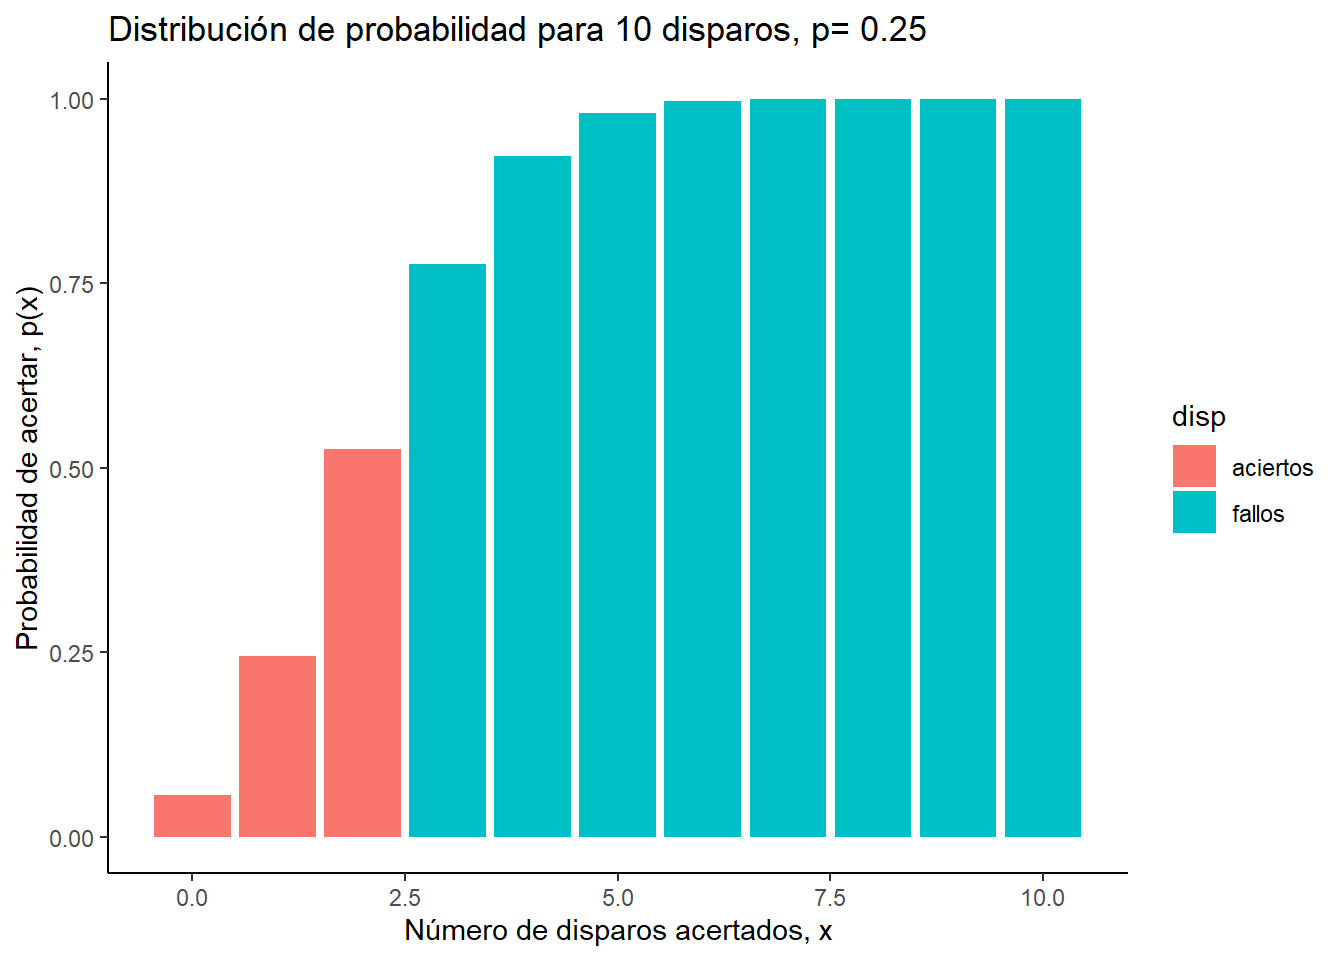 Distribución de probabilidad para 10 disparos, p= 0.25
Probabilidad de acertar, p(x)
1.00
0.75
0.50
0.25
0.00
0.0 2.5 5.0 7.5 10.0
Número de disparos acertados, x
disp
aciertos
fallos